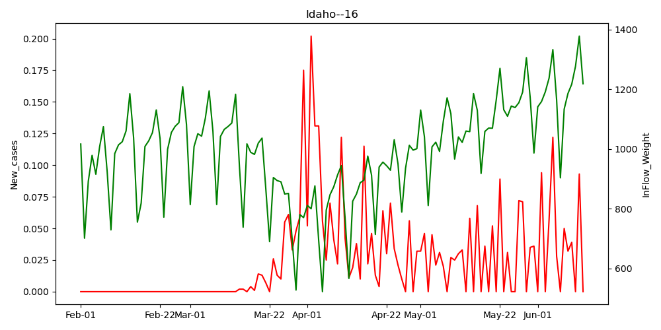 Idaho--16
0.200
0.175
0.150
0.125
0.100
0.075
0.050
0.025
0.000
New_cases
1400
1200
1000
800
600
InFlow_Weight
Feb-01
Feb-22
Mar-01
Mar-22
Apr-01
Apr-22
May-01
May-22
Jun-01